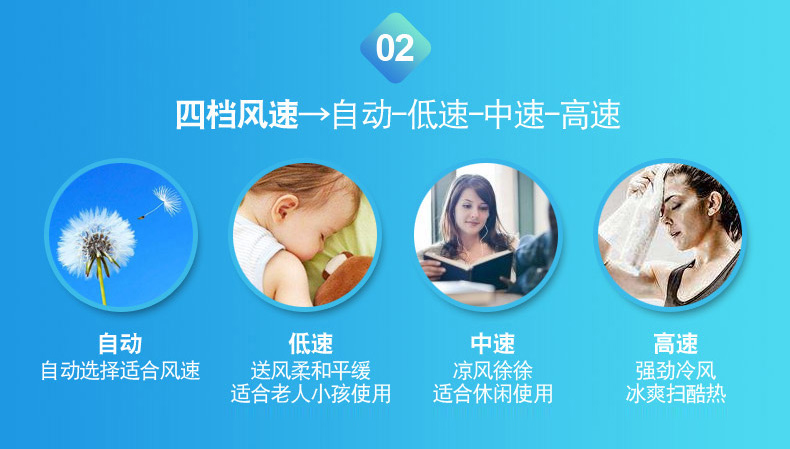 02
四档风速→自动-低速-中速-高速
自动
自动选择适合风速
低速
送风柔和平缓
适合老人小孩使用
中速
凉风徐徐
适合休闲使用
高速
强劲冷风
冰爽扫酷热